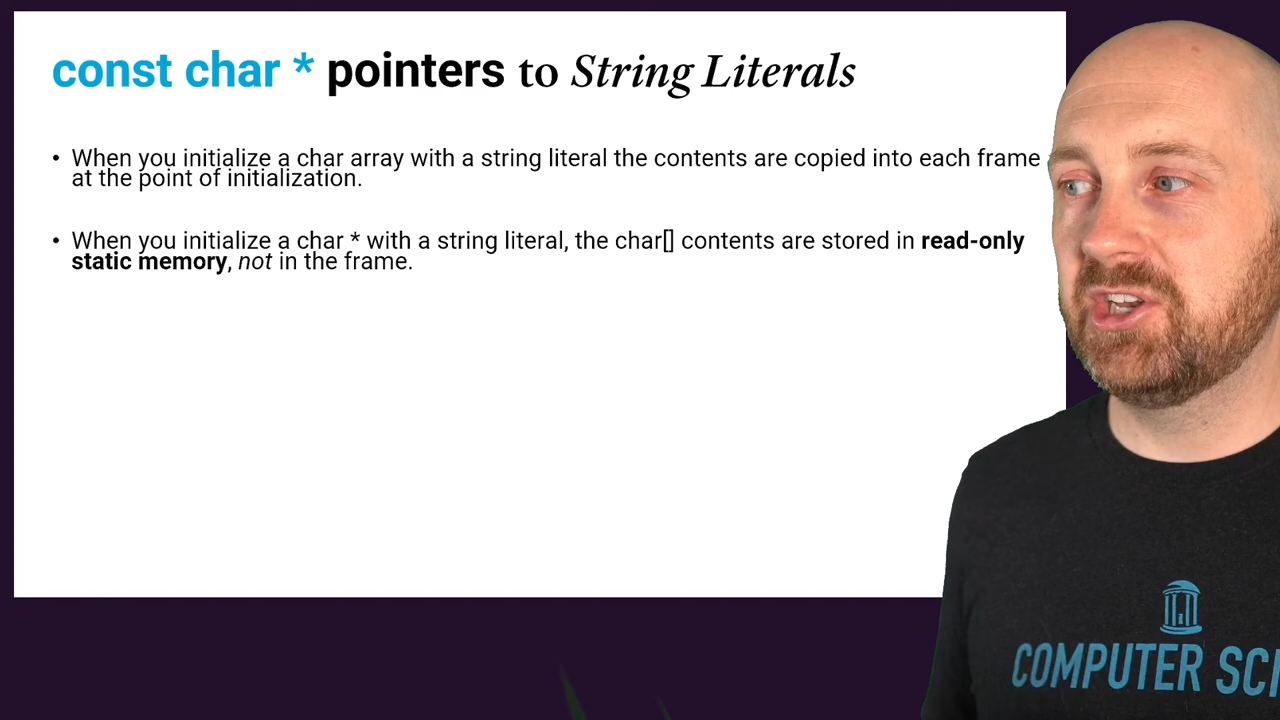 const char * pointers to String Literals
• When you initialize a char array with a string literal the contents are copied into each frame
at the point of initialization.
• When you initialize a char * with a string literal, the char[] contents are stored in read-only
static memory, not in the frame.
COMPUTER SCI